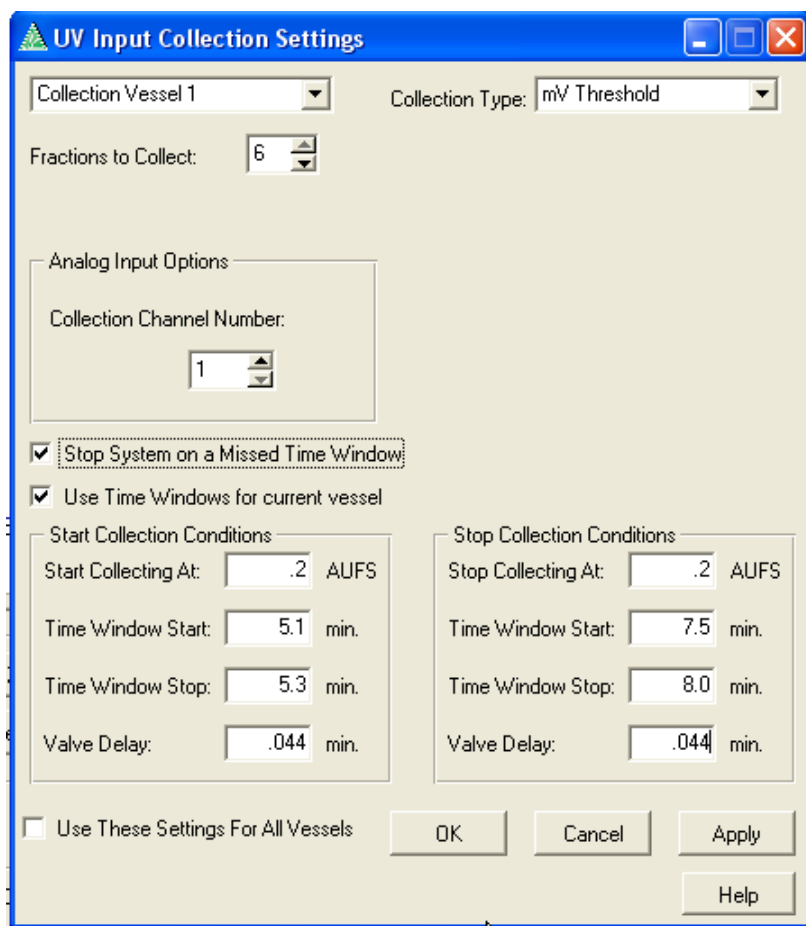 UV Input Collection Settings
Collection Vessel 1
Collection Type: mV Threshold
Fractions to Collect: 6
Analog Input Options
Collection Channel Number:
1
Stop System on a Missed Time Window
Use Time Windows for current vessel
Start Collection Conditions
Start Collecting At: .2 AUFS
Time Window Start: 5.1 min.
Time Window Stop: 5.3 min.
Valve Delay: .044 min.
Stop Collection Conditions
Stop Collecting At: .2 AUFS
Time Window Start: 7.5 min.
Time Window Stop: 8.0 min.
Valve Delay: .044 min.
Use These Settings For All Vessels
OK
Cancel
Apply
Help